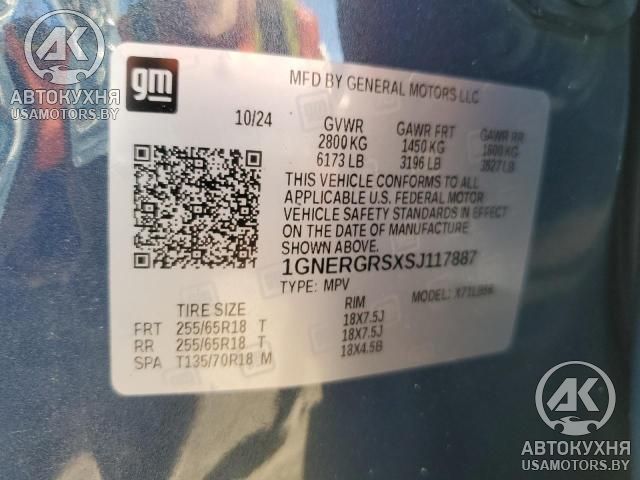 АК
АВТОКУХНЯ
USAMOTORS.BY
gm
MFD BY GENERAL MOTORS LLC
10/24
GVWR GAWR FRT GAWR RR
2800 KG 1450 KG 1600 KG
6173 LB 3196 LB 3527 LB
THIS VEHICLE CONFORMS TO ALL
APPLICABLE U.S. FEDERAL MOTOR
VEHICLE SAFETY STANDARDS IN EFFECT
ON THE DATE OF MANUFACTURE
SHOWN ABOVE.
1GNERGRSXSJ117887
TYPE: MPV MODEL:
TIRE SIZE RIM
FRT 255/65R18 T 18X7.5J
RR 255/65R18 T 18X7.5J
SPA T135/70R18 M 18X4.5B
АК
АВТОКУХНЯ
USAMOTORS.BY